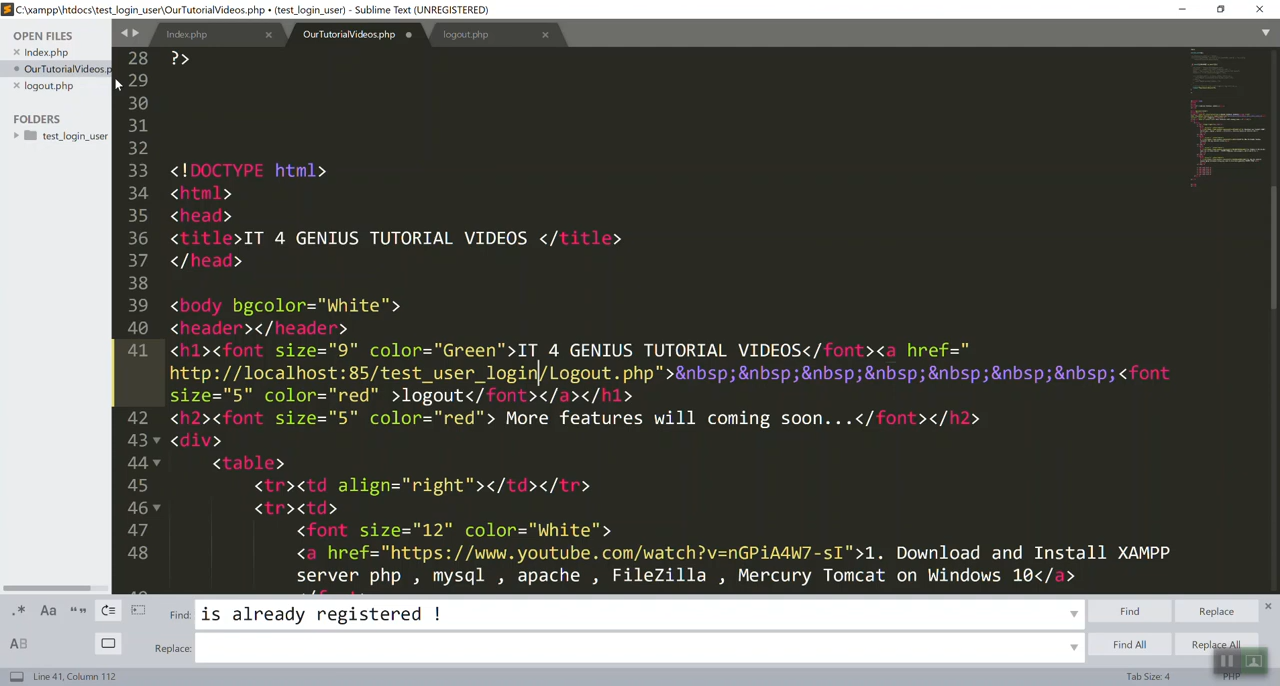 C:\xampp\htdocs\test_login_user\OurTutorialVideos.php • (test_login_user) - Sublime Text (UNREGISTERED)
OPEN FILES
Index.php
OurTutorialVideos.p
logout.php
FOLDERS
test_login_user
Index.php
OurTutorialVideos.php
logout.php
28 ?>
29
30
31
32
33 <!DOCTYPE html>
34 <html>
35 <head>
36 <title>IT 4 GENIUS TUTORIAL VIDEOS </title>
37 </head>
38
39 <body bgcolor="White">
40 <header></header>
41 <h1><font size="9" color="Green">IT 4 GENIUS TUTORIAL VIDEOS</font><a href="
http://localhost:85/test_user_login/Logout.php">&nbsp;&nbsp;&nbsp;&nbsp;&nbsp;&nbsp;&nbsp;<font
size="5" color="red" >logout</font></a></h1>
42 <h2><font size="5" color="red"> More features will coming soon...</font></h2>
43 <div>
44 <table>
45 <tr><td align="right"></td></tr>
46 <tr><td>
47 <font size="12" color="White">
48 <a href="https://www.youtube.com/watch?v=nGPiA4W7-sI">1. Download and Install XAMPP
server php , mysql , apache , FileZilla , Mercury Tomcat on Windows 10</a>
.* Aa “” Find: is already registered ! Find Replace
AB Replace: Find All Replace All
Line 41, Column 112 Tab Size: 4 PHP